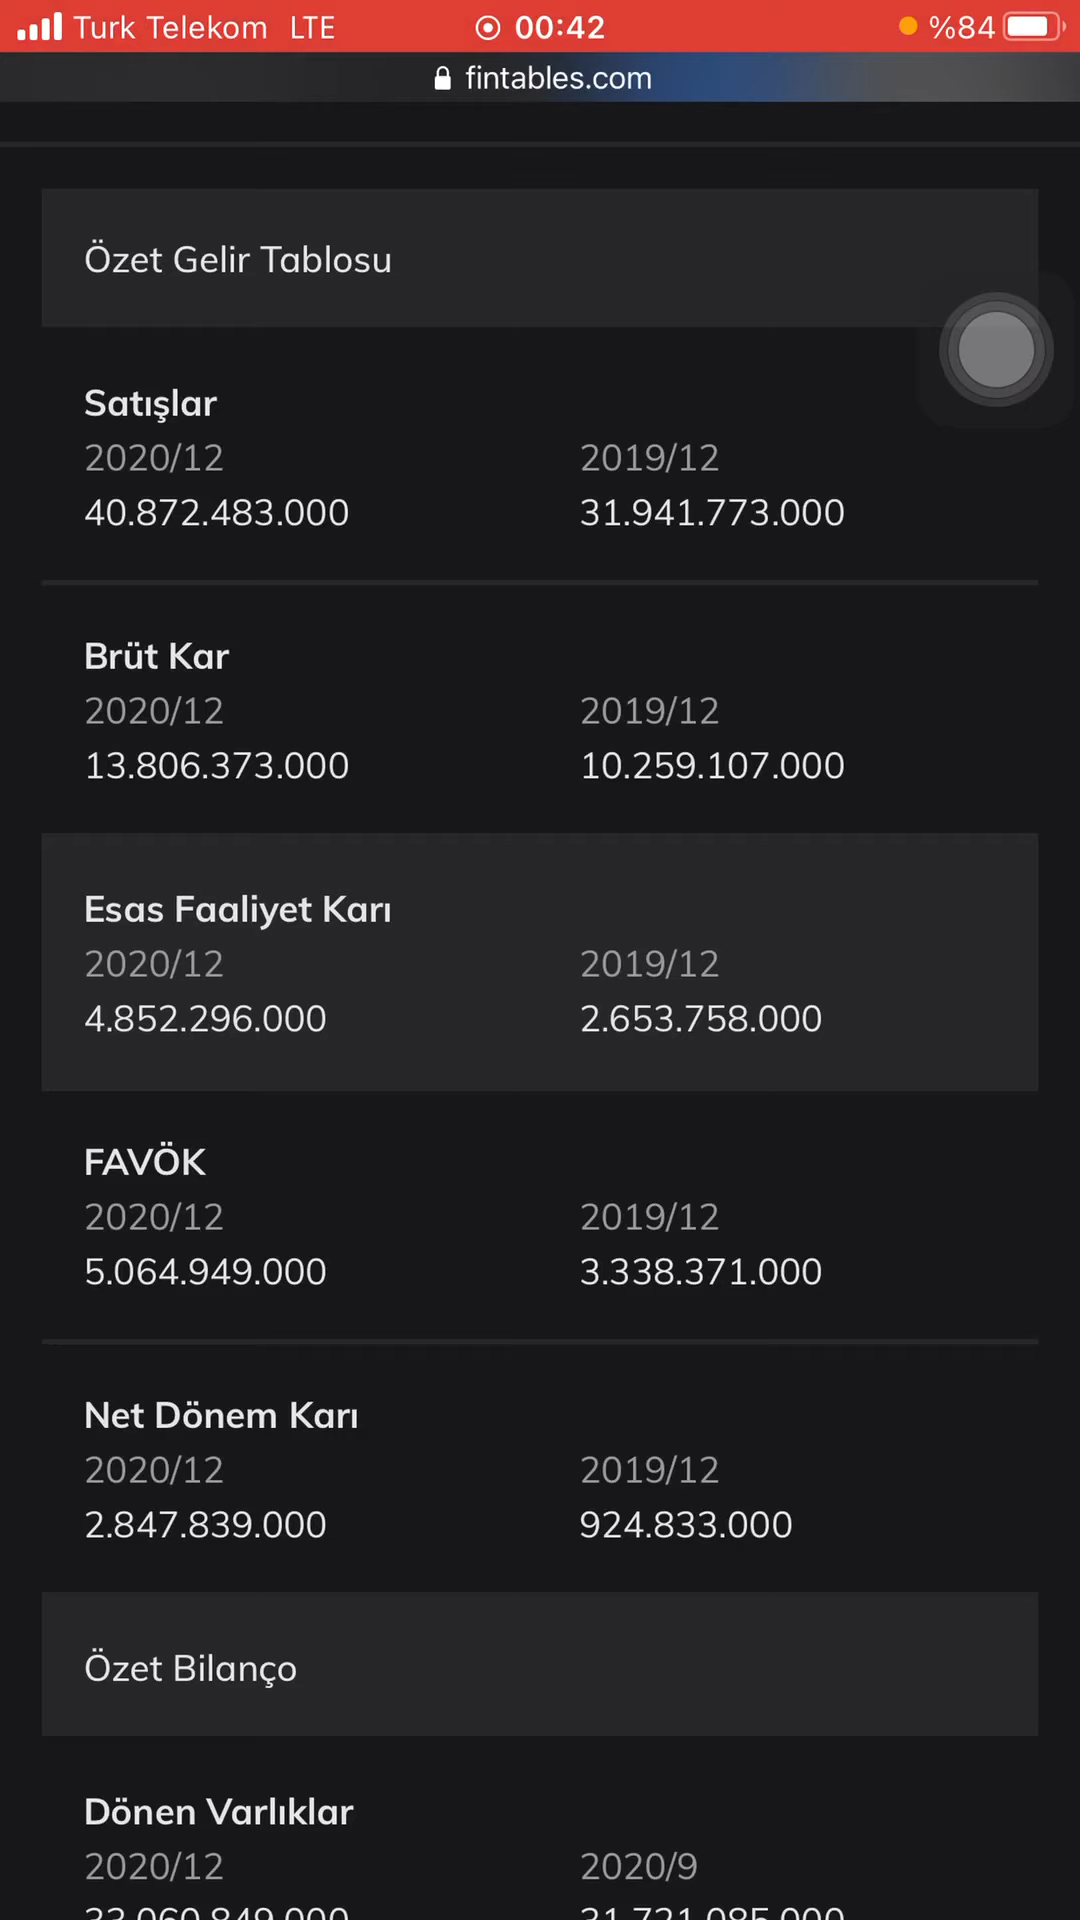 Turk Telekom LTE 00:42 %84
fintables.com
Özet Gelir Tablosu
Satışlar
2020/12 2019/12
40.872.483.000 31.941.773.000
Brüt Kar
2020/12 2019/12
13.806.373.000 10.259.107.000
Esas Faaliyet Karı
2020/12 2019/12
4.852.296.000 2.653.758.000
FAVÖK
2020/12 2019/12
5.064.949.000 3.338.371.000
Net Dönem Karı
2020/12 2019/12
2.847.839.000 924.833.000
Özet Bilanço
Dönen Varlıklar
2020/12 2020/9